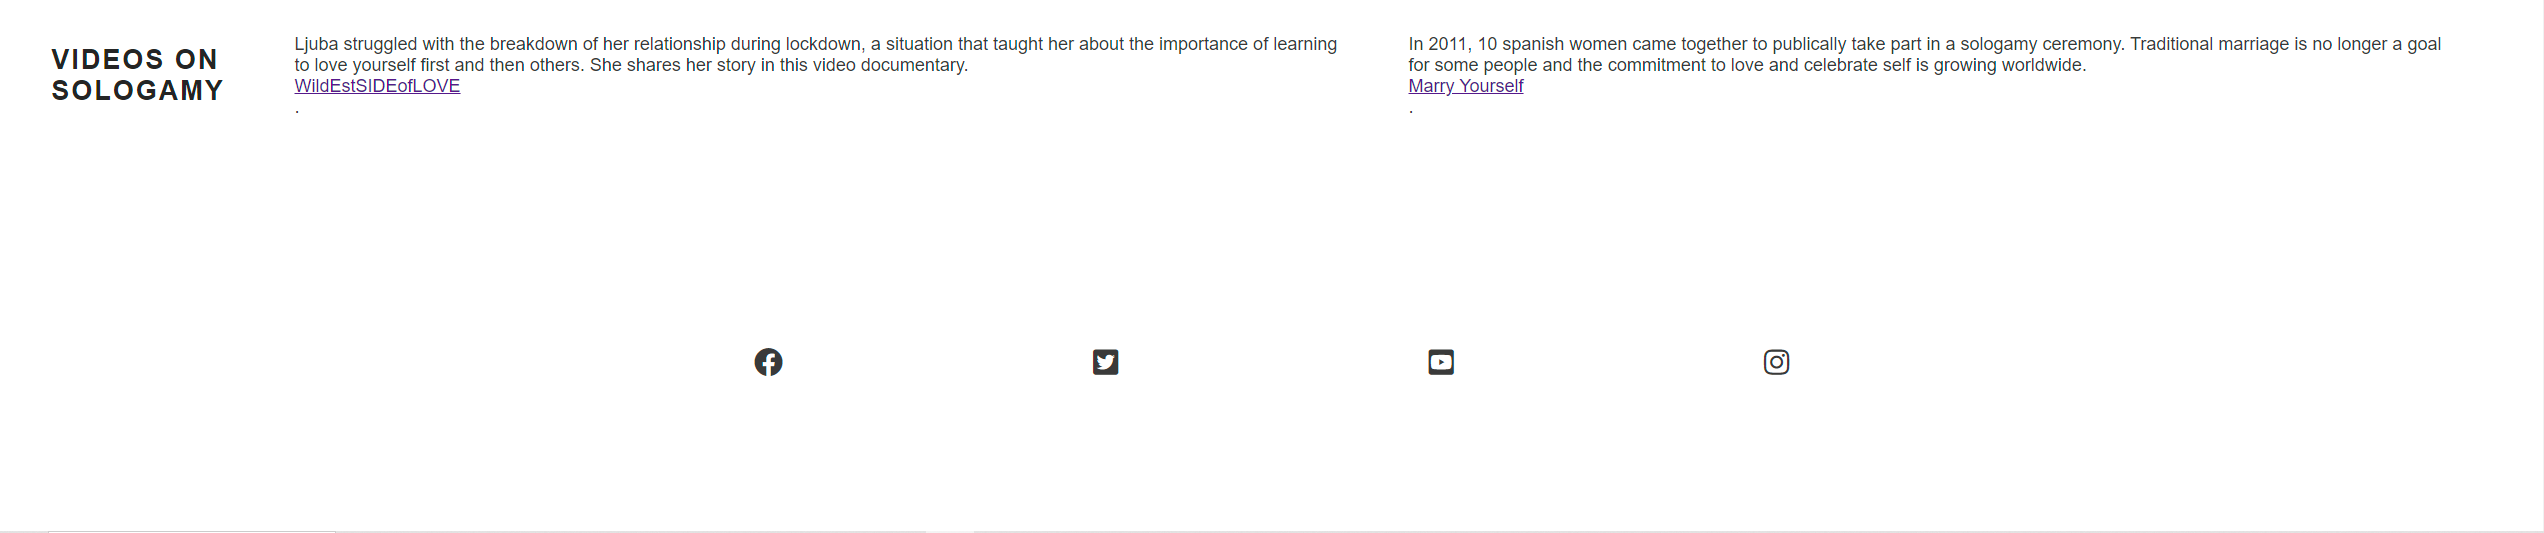 VIDEOS ON
SOLOGAMY
Ljuba struggled with the breakdown of her relationship during lockdown, a situation that taught her about the importance of learning
to love yourself first and then others. She shares her story in this video documentary.
WildEstSIDEofLOVE
.
In 2011, 10 spanish women came together to publically take part in a sologamy ceremony. Traditional marriage is no longer a goal
for some people and the commitment to love and celebrate self is growing worldwide.
Marry Yourself
.